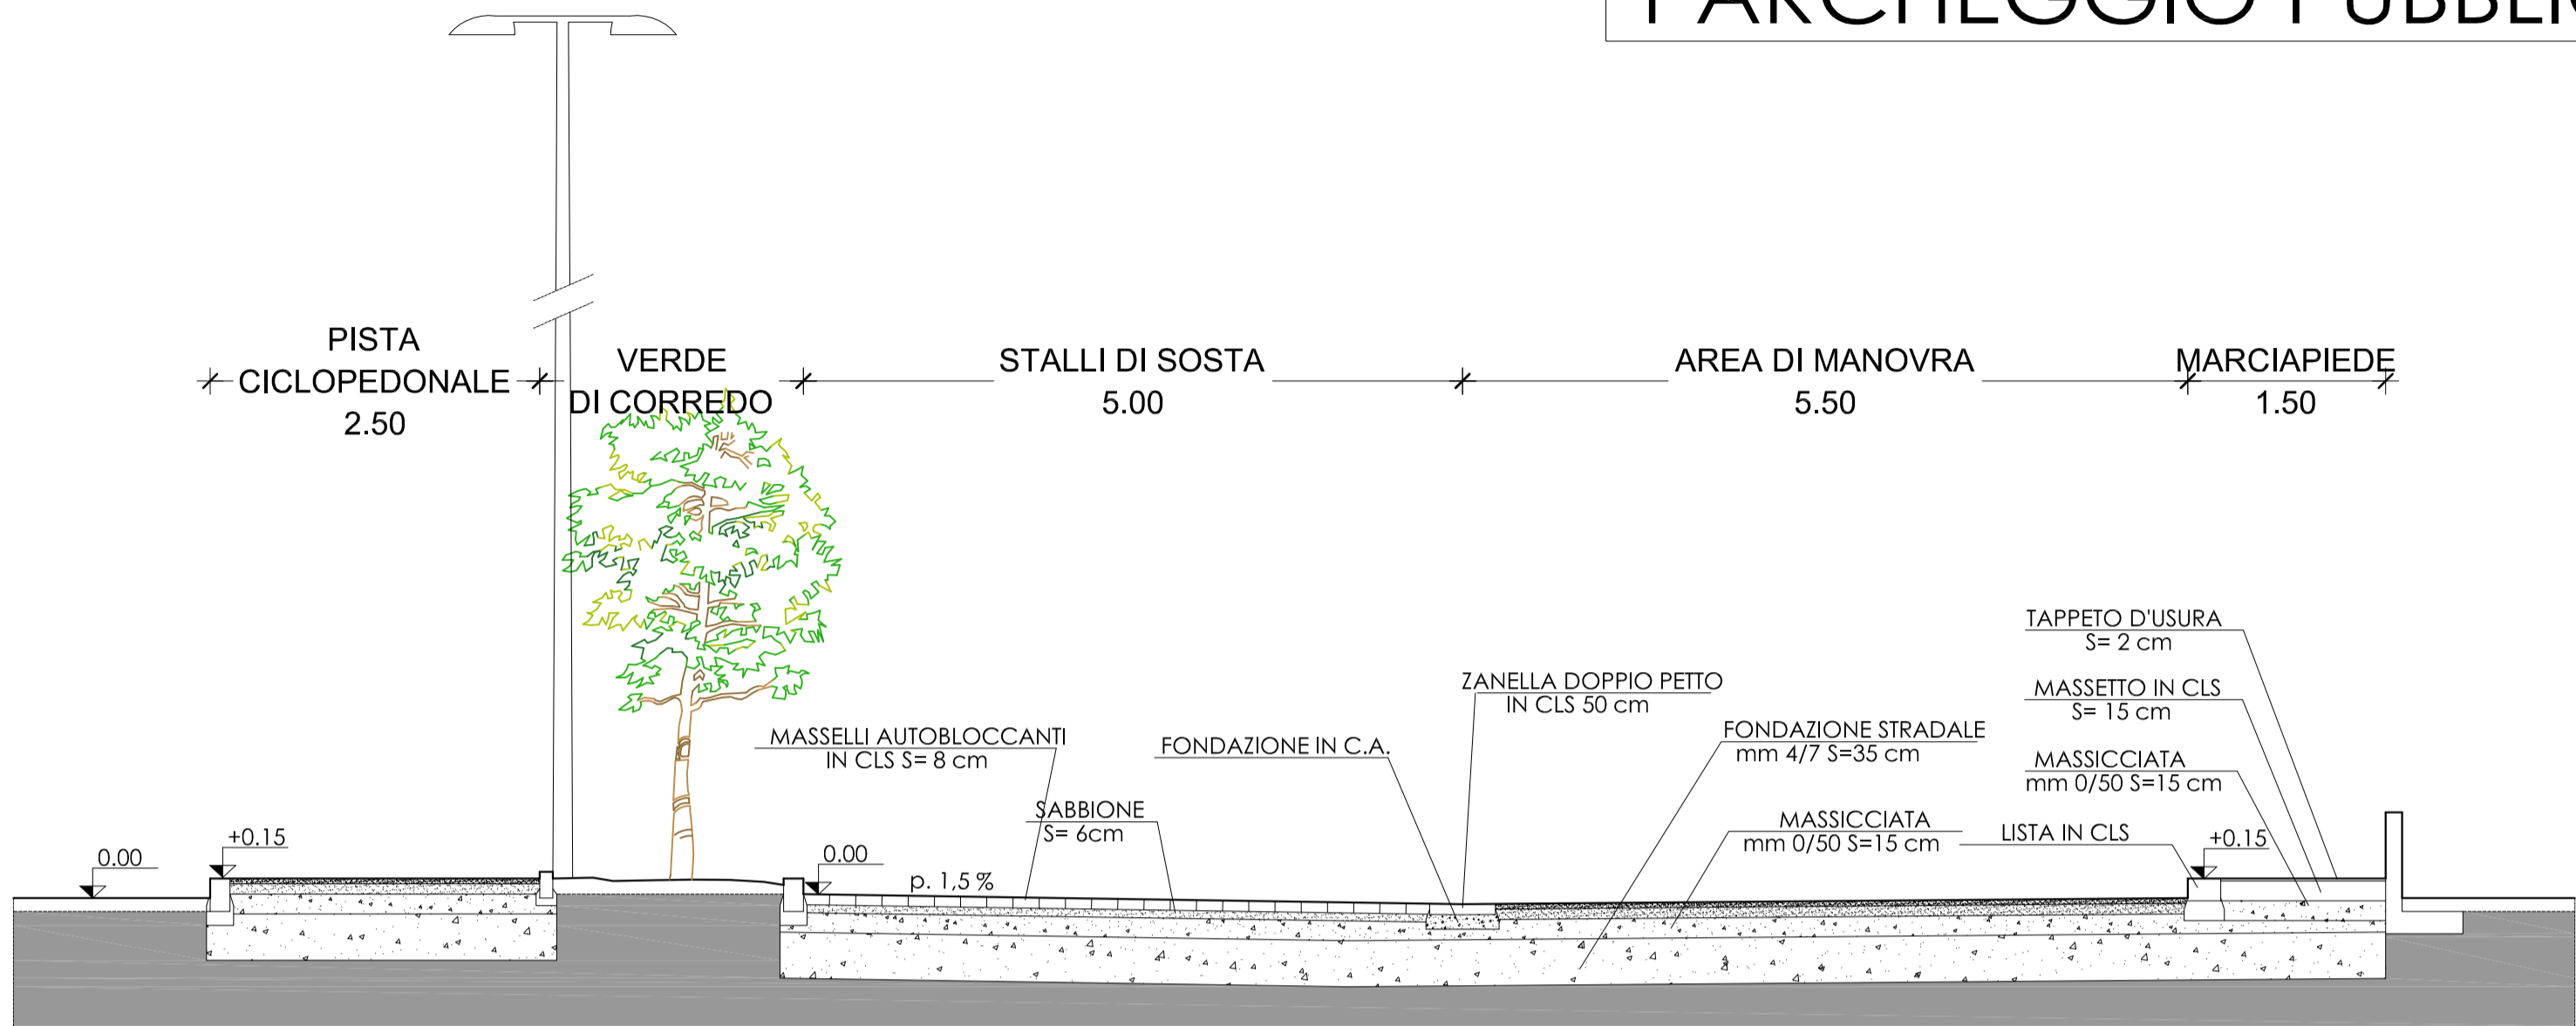 PISTA
CICLOPEDONALE
2.50
VERDE
DI CORREDO
STALLI DI SOSTA
5.00
AREA DI MANOVRA
5.50
MARCIAPIEDE
1.50
TAPPETO D'USURA
S= 2 cm
MASSETTO IN CLS
S= 15 cm
MASSICCIATA
mm 0/50 S=15 cm
ZANELLA DOPPIO PETTO
IN CLS 50 cm
FONDAZIONE STRADALE
mm 4/7 S=35 cm
MASSELLI AUTOBLOCCANTI
IN CLS S= 8 cm
FONDAZIONE IN C.A.
SABBIONE
S= 6cm
MASSICCIATA
mm 0/50 S=15 cm
LISTA IN CLS
+0.15
0.00
+0.15
0.00
p. 1,5 %